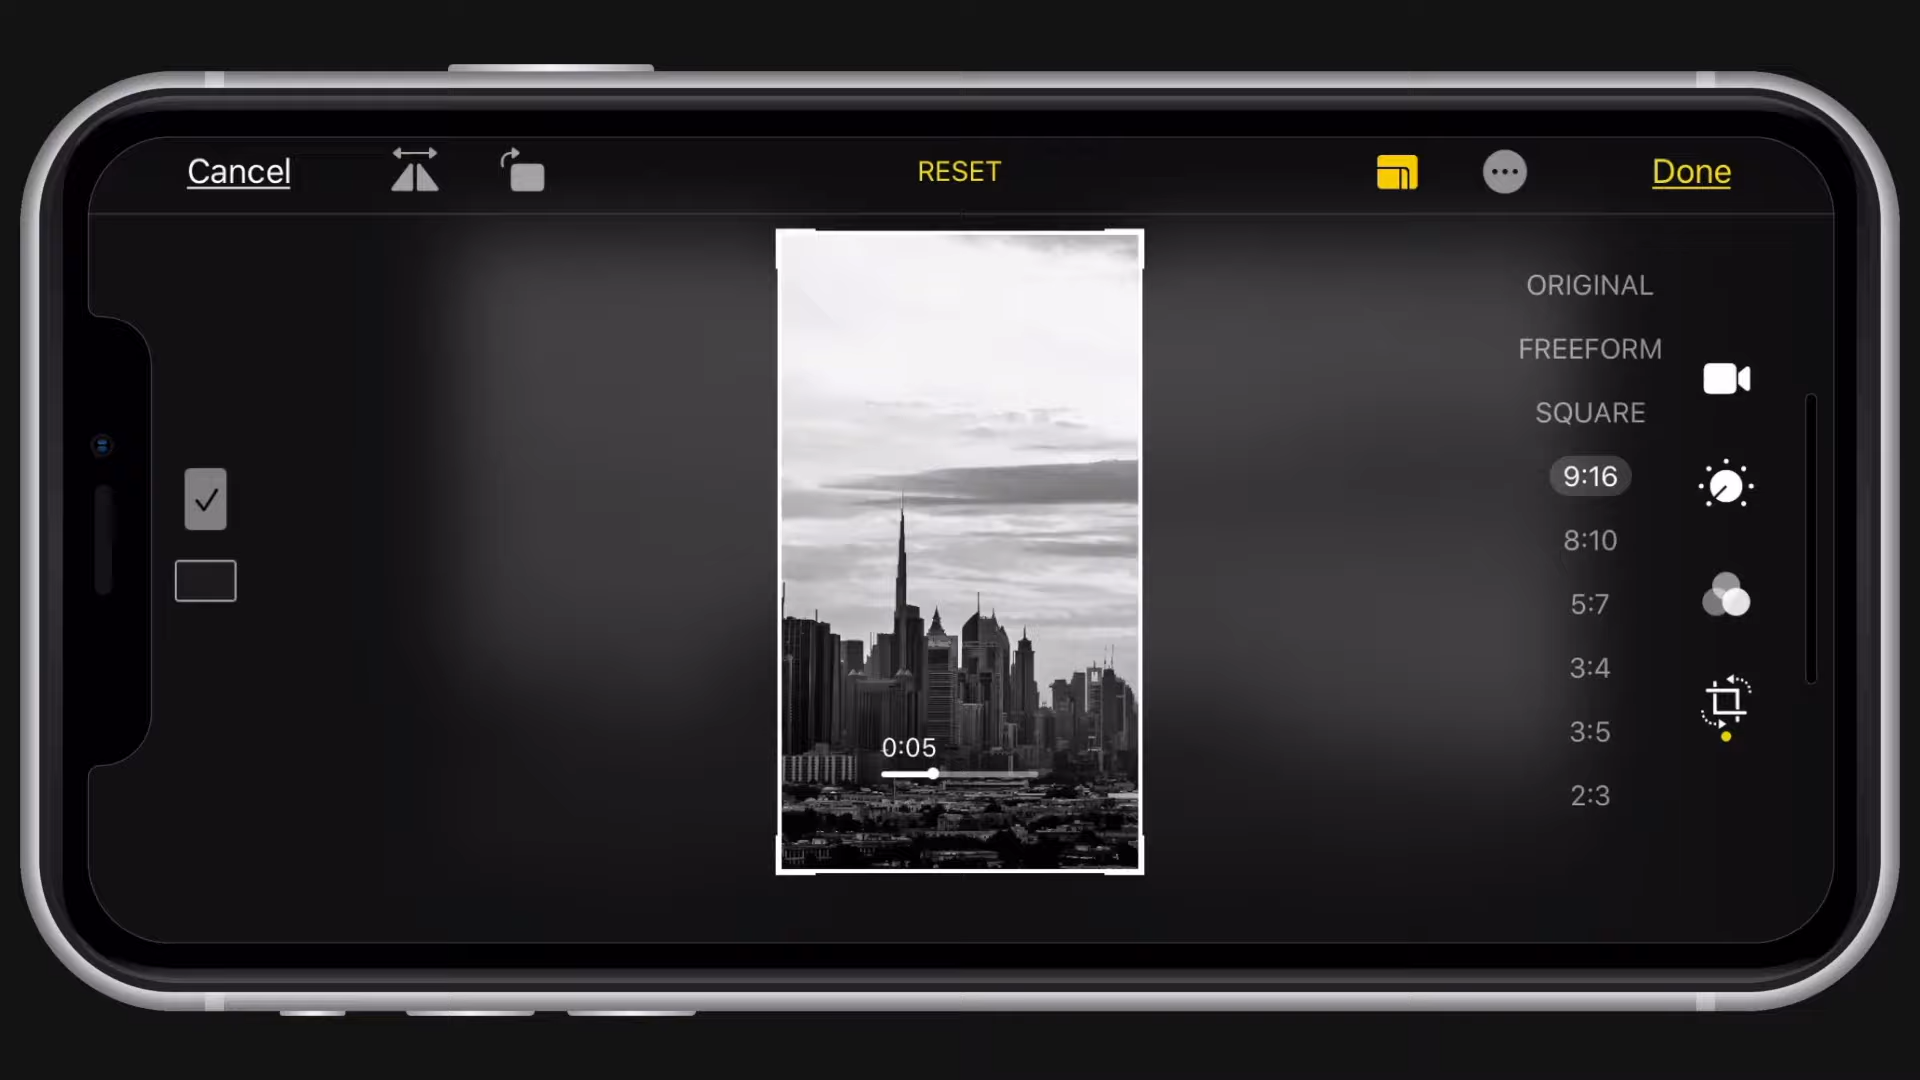 Cancel
RESET
Done
ORIGINAL
FREEFORM
SQUARE
9:16
8:10
5:7
3:4
3:5
2:3
0:05